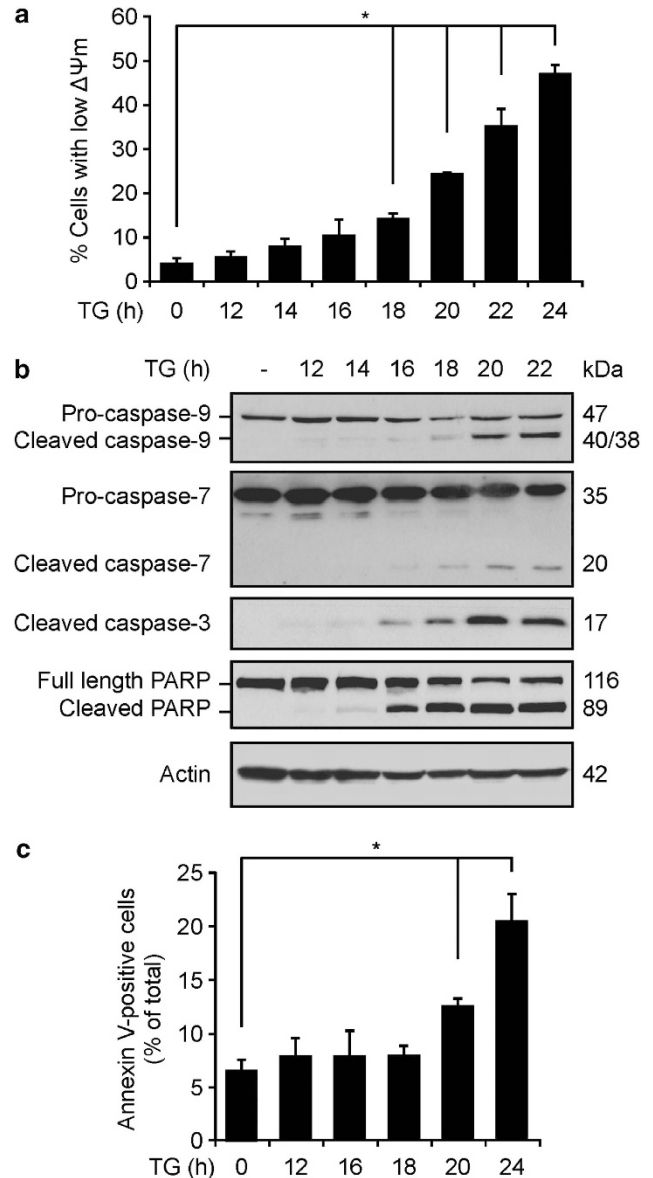 a
*
% Cells with low ΔΨm
60
50
40
30
20
10
0
TG (h) 0 12 14 16 18 20 22 24
b
TG (h) - 12 14 16 18 20 22 kDa
Pro-caspase-9 47
Cleaved caspase-9 40/38
Pro-caspase-7 35
Cleaved caspase-7 20
Cleaved caspase-3 17
Full length PARP 116
Cleaved PARP 89
Actin 42
c
*
Annexin V-positive cells
(% of total)
25
20
15
10
5
0
TG (h) 0 12 16 18 20 24